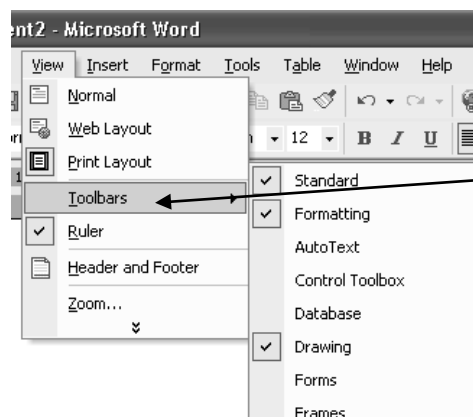 ent2 - Microsoft Word
View Insert Format Tools Table Window Help
Normal
Web Layout
12 B I U
Print Layout
Toolbars
Standard
Formatting
Ruler
AutoText
Header and Footer
Control Toolbox
Zoom...
Database
Drawing
Forms
Frames